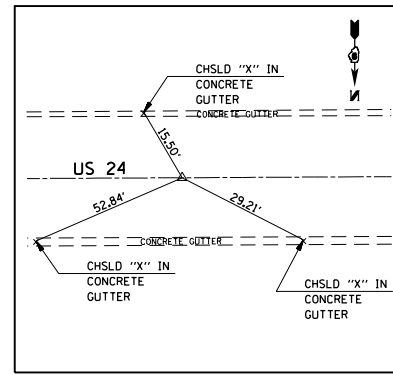 CHSLD "X" IN
CONCRETE
GUTTER
N
CONCRETE GUTTER
15.50'
US 24
52.84'
29.21'
CONCRETE GUTTER
CHSLD "X" IN
CONCRETE
GUTTER
CHSLD "X" IN
CONCRETE
GUTTER